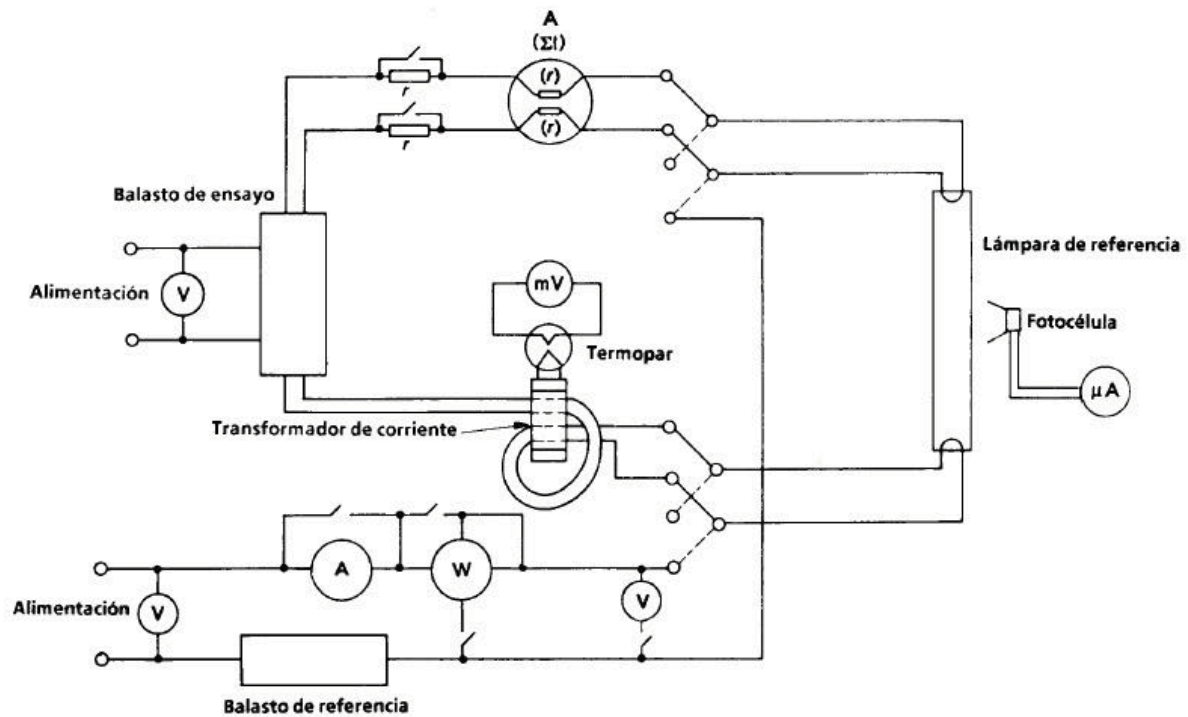 A
(Σl)
(r)
r
(r)
r
Balasto de ensayo
Alimentación
V
Lámpara de referencia
mV
Fotocélula
Termopar
µA
Transformador de corriente
A
W
V
Alimentación
V
Balasto de referencia